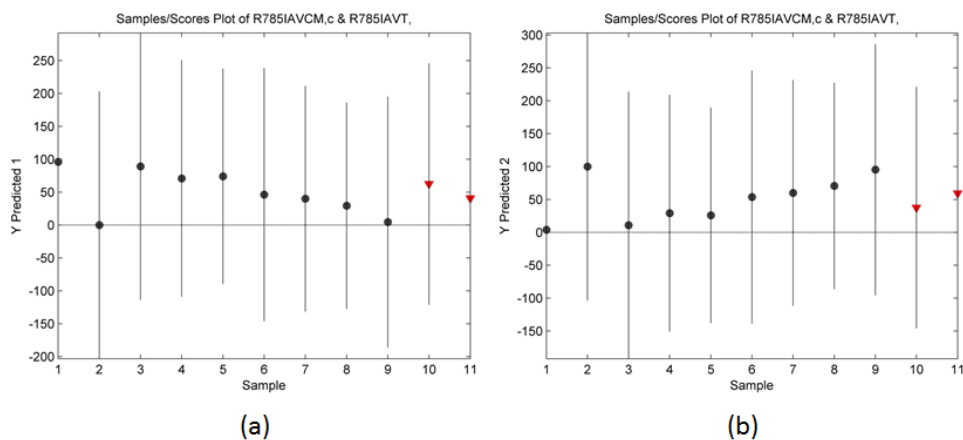 Samples/Scores Plot of R785IAVCM,c & R785IAVT,
Y Predicted 1
250
200
150
100
50
0
-50
-100
-150
-200
1 2 3 4 5 6 7 8 9 10 11
Sample
(a)
Samples/Scores Plot of R785IAVCM,c & R785IAVT,
Y Predicted 2
300
250
200
150
100
50
0
-50
-100
-150
1 2 3 4 5 6 7 8 9 10 11
Sample
(b)